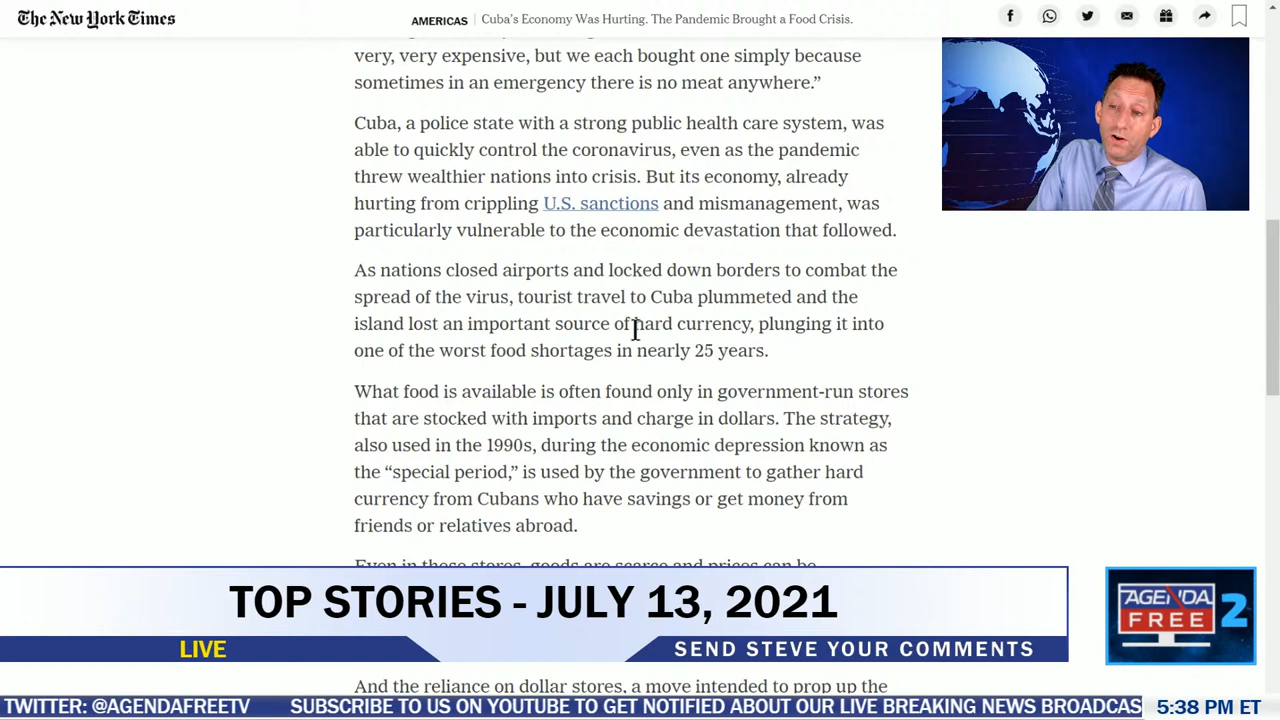 The New York Times
AMERICAS | Cuba's Economy Was Hurting. The Pandemic Brought a Food Crisis.
very, very expensive, but we each bought one simply because
sometimes in an emergency there is no meat anywhere.”
Cuba, a police state with a strong public health care system, was
able to quickly control the coronavirus, even as the pandemic
threw wealthier nations into crisis. But its economy, already
hurting from crippling U.S. sanctions and mismanagement, was
particularly vulnerable to the economic devastation that followed.
As nations closed airports and locked down borders to combat the
spread of the virus, tourist travel to Cuba plummeted and the
island lost an important source of hard currency, plunging it into
one of the worst food shortages in nearly 25 years.
What food is available is often found only in government-run stores
that are stocked with imports and charge in dollars. The strategy,
also used in the 1990s, during the economic depression known as
the “special period,” is used by the government to gather hard
currency from Cubans who have savings or get money from
friends or relatives abroad.
Even in these stores, goods are scarce and prices can be
TOP STORIES - JULY 13, 2021
AGENDA FREE 2
LIVE
SEND STEVE YOUR COMMENTS
And the reliance on dollar stores, a move intended to prop up the
TWITTER: @AGENDAFREETV SUBSCRIBE TO US ON YOUTUBE TO GET NOTIFIED ABOUT OUR LIVE BREAKING NEWS BROADCAS
5:38 PM ET